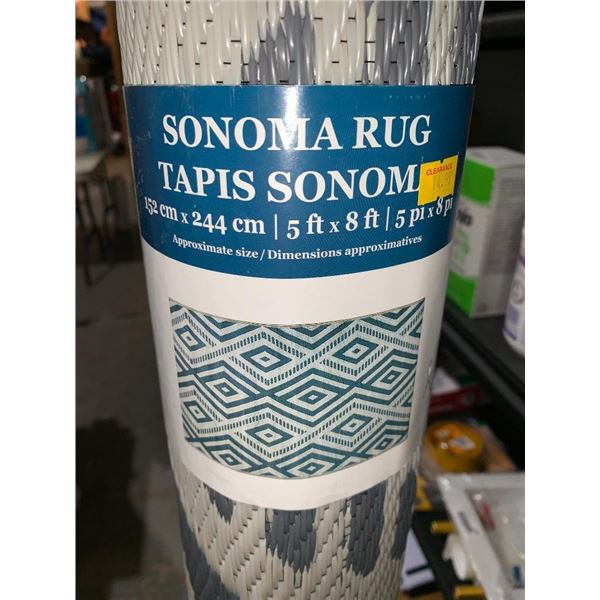 SONOMA RUG
TAPIS SONOM
CLEARANCE
152 cm x 244 cm | 5 ft x 8 ft | 5 pi x 8 pi
Approximate size / Dimensions approximatives